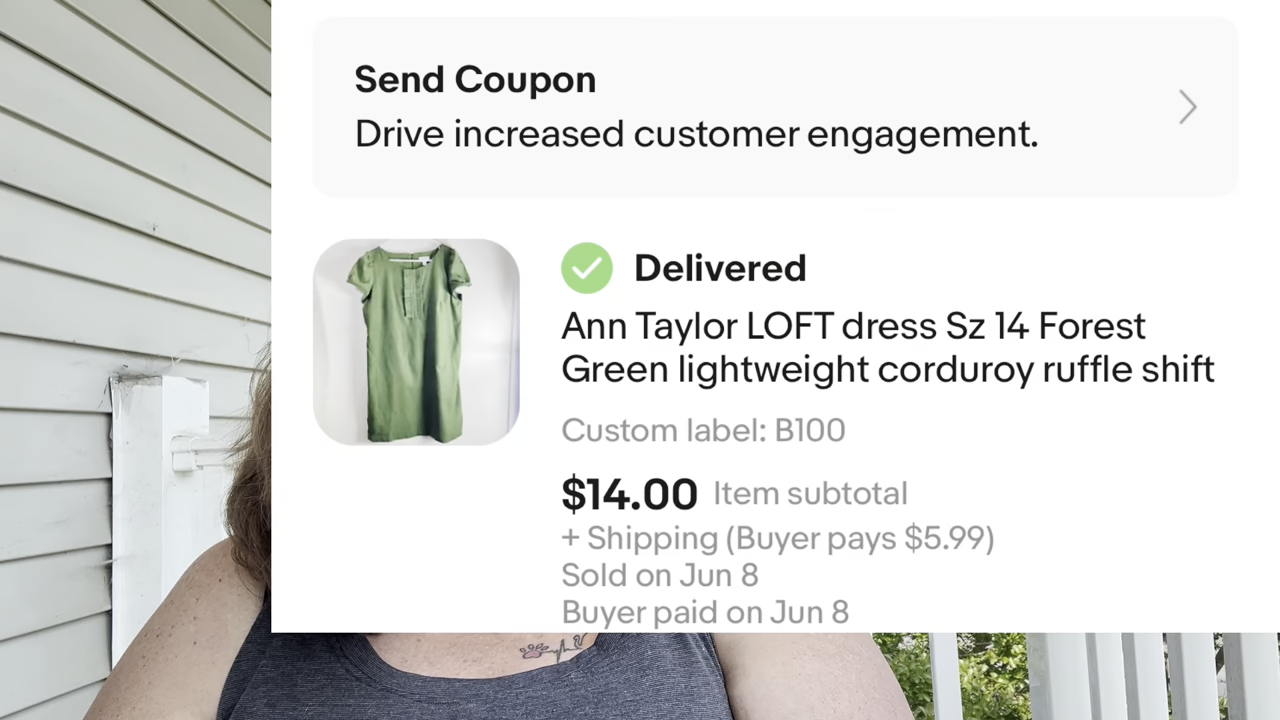 Send Coupon
Drive increased customer engagement.
Delivered
Ann Taylor LOFT dress Sz 14 Forest
Green lightweight corduroy ruffle shift
Custom label: B100
$14.00 Item subtotal
+ Shipping (Buyer pays $5.99)
Sold on Jun 8
Buyer paid on Jun 8